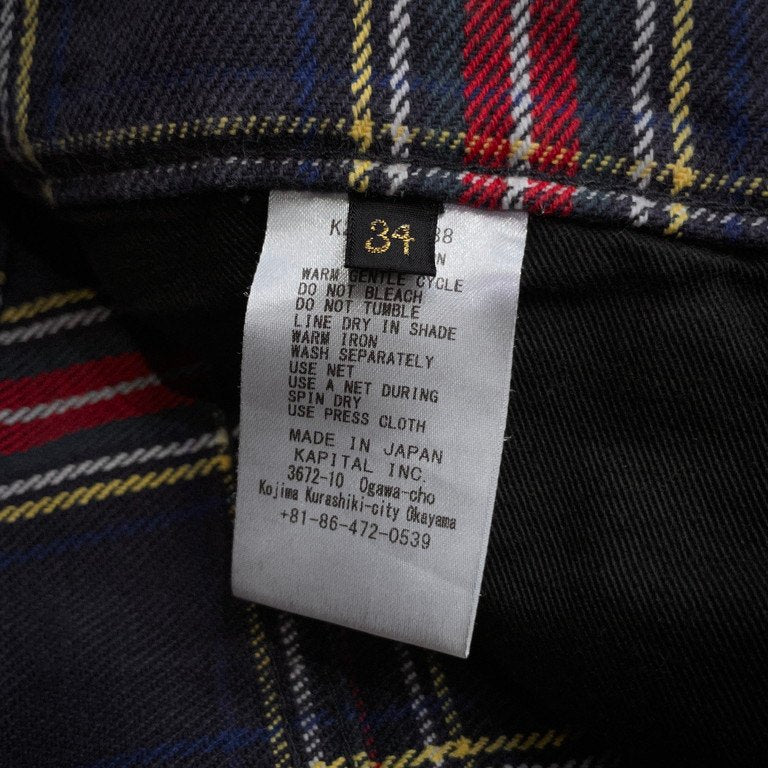 34
WARM GENTLE CYCLE
DO NOT BLEACH
DO NOT TUMBLE
LINE DRY IN SHADE
WARM IRON
WASH SEPARATELY
USE NET
USE A NET DURING
SPIN DRY
USE PRESS CLOTH
MADE IN JAPAN
KAPITAL INC.
3672-10 Ogawa-cho
Kojima Kurashiki-city Okayama
+81-86-472-0539